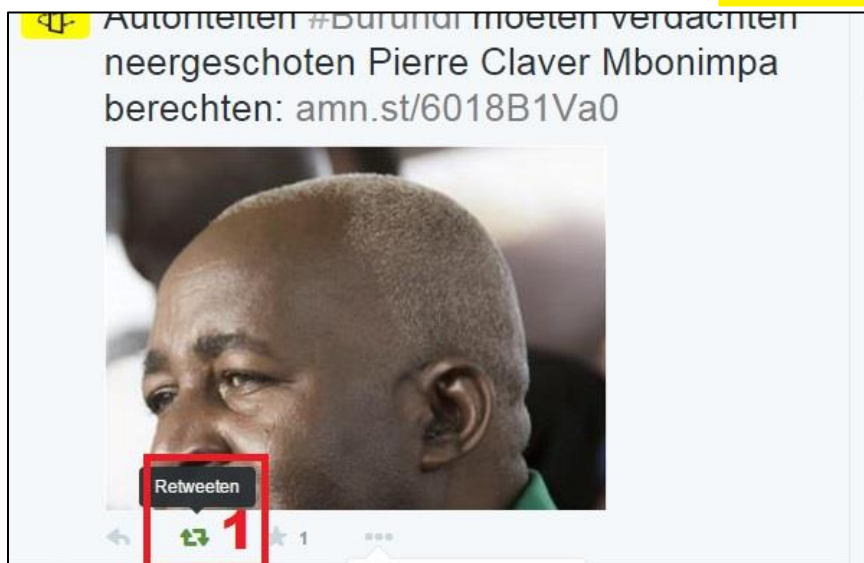 Autoriteiten #Burundi moeten verdachten
neergeschoten Pierre Claver Mbonimpa
berechten: amn.st/6018B1Va0
Retweeten
1
1